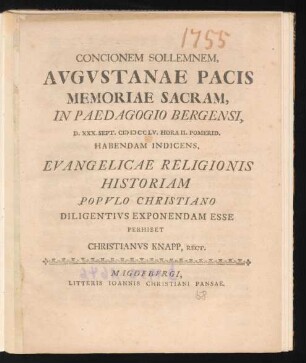 1755
CONCIONEM SOLLEMNEM,
AVGVSTANAE PACIS
MEMORIAE SACRAM,
IN PAEDAGOGIO BERGENSI,
D. XXX. SEPT. CIƆIƆCCLV. HORA II. POMERID.
HABENDAM INDICENS,
EVANGELICAE RELIGIONIS
HISTORIAM
POPVLO CHRISTIANO
DILIGENTIVS EXPONENDAM ESSE
PERHIBET
CHRISTIANVS KNAPP, RECT.
MAGDEBVRGI,
LITTERIS IOANNIS CHRISTIANI PANSAE.